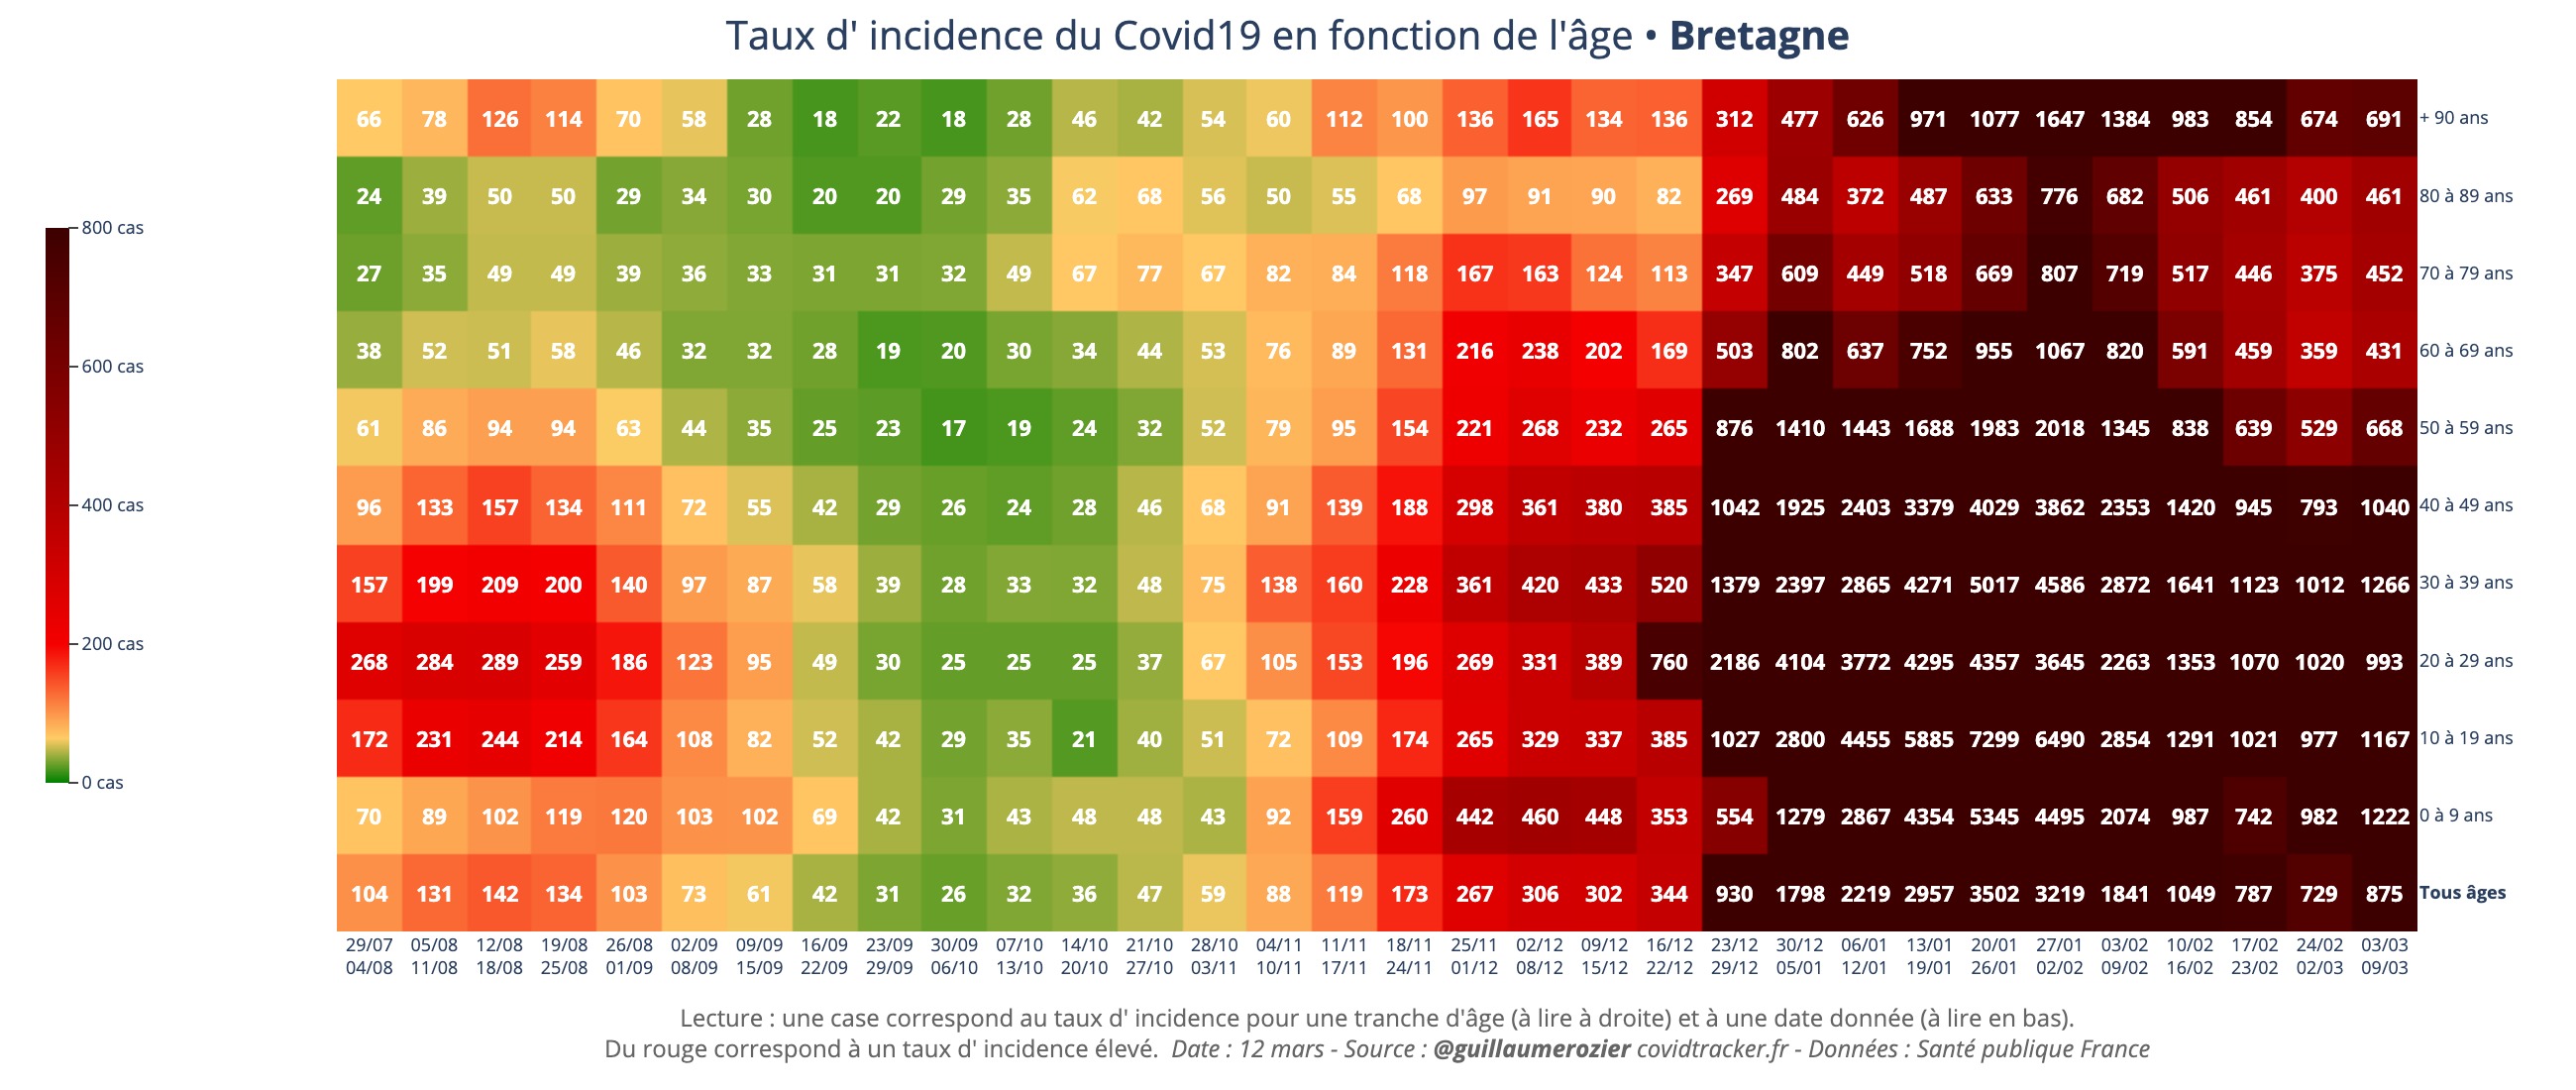 Taux d' incidence du Covid19 en fonction de l'âge • Bretagne
66 78 126 114 70 58 28 18 22 18 28 46 42 54 60 112 100 136 165 134 136 312 477 626 971 1077 1647 1384 983 854 674 691 + 90 ans
24 39 50 50 29 34 30 20 20 29 35 62 68 56 50 55 68 97 91 90 82 269 484 372 487 633 776 682 506 461 400 461 80 à 89 ans
800 cas
27 35 49 49 39 36 33 31 31 32 49 67 77 67 82 84 118 167 163 124 113 347 609 449 518 669 807 719 517 446 375 452 70 à 79 ans
38 52 51 58 46 32 32 28 19 20 30 34 44 53 76 89 131 216 238 202 169 503 802 637 752 955 1067 820 591 459 359 431 60 à 69 ans
600 cas
61 86 94 94 63 44 35 25 23 17 19 24 32 52 79 95 154 221 268 232 265 876 1410 1443 1688 1983 2018 1345 838 639 529 668 50 à 59 ans
400 cas
96 133 157 134 111 72 55 42 29 26 24 28 46 68 91 139 188 298 361 380 385 1042 1925 2403 3379 4029 3862 2353 1420 945 793 1040 40 à 49 ans
157 199 209 200 140 97 87 58 39 28 33 32 48 75 138 160 228 361 420 433 520 1379 2397 2865 4271 5017 4586 2872 1641 1123 1012 1266 30 à 39 ans
200 cas
268 284 289 259 186 123 95 49 30 25 25 25 37 67 105 153 196 269 331 389 760 2186 4104 3772 4295 4357 3645 2263 1353 1070 1020 993 20 à 29 ans
172 231 244 214 164 108 82 52 42 29 35 21 40 51 72 109 174 265 329 337 385 1027 2800 4455 5885 7299 6490 2854 1291 1021 977 1167 10 à 19 ans
0 cas
70 89 102 119 120 103 102 69 42 31 43 48 48 43 92 159 260 442 460 448 353 554 1279 2867 4354 5345 4495 2074 987 742 982 1222 0 à 9 ans
104 131 142 134 103 73 61 42 31 26 32 36 47 59 88 119 173 267 306 302 344 930 1798 2219 2957 3502 3219 1841 1049 787 729 875 Tous âges
29/07 05/08 12/08 19/08 26/08 02/09 09/09 16/09 23/09 30/09 07/10 14/10 21/10 28/10 04/11 11/11 18/11 25/11 02/12 09/12 16/12 23/12 30/12 06/01 13/01 20/01 27/01 03/02 10/02 17/02 24/02 03/03
04/08 11/08 18/08 25/08 01/09 08/09 15/09 22/09 29/09 06/10 13/10 20/10 27/10 03/11 10/11 17/11 24/11 01/12 08/12 15/12 22/12 29/12 05/01 12/01 19/01 26/01 02/02 09/02 16/02 23/02 02/03 09/03
Lecture : une case correspond au taux d' incidence pour une tranche d'âge (à lire à droite) et à une date donnée (à lire en bas).
Du rouge correspond à un taux d' incidence élevé. Date : 12 mars - Source : @guillaumerozier covidtracker.fr - Données : Santé publique France